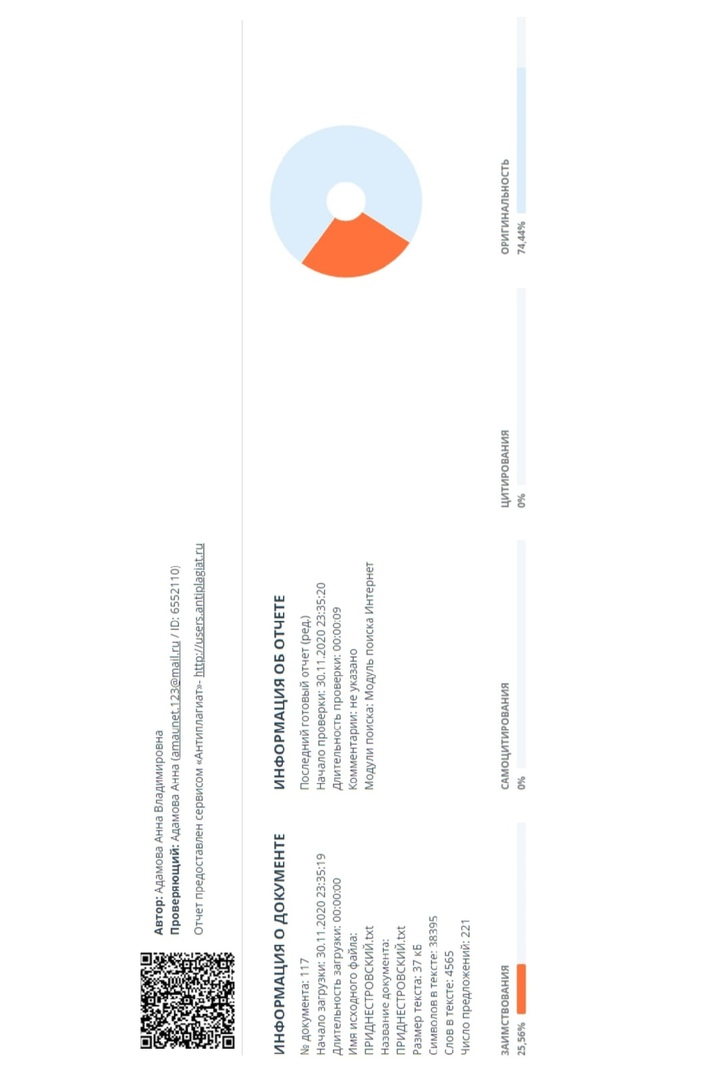 Автор: Адамова Анна Владимировна
Проверяющий: Адамова Анна (amaunet.123@mail.ru / ID: 6552110)
Отчет предоставлен сервисом «Антиплагиат»- http://users.antiplagiat.ru
ИНФОРМАЦИЯ О ДОКУМЕНТЕ
№ документа: 117
Начало загрузки: 30.11.2020 23:35:19
Длительность загрузки: 00:00:00
Имя исходного файла:
ПРИДНЕСТРОВСКИЙ.txt
Название документа:
ПРИДНЕСТРОВСКИЙ.txt
Размер текста: 37 кБ
Cимволов в тексте: 38395
Слов в тексте: 4565
Число предложений: 221
ИНФОРМАЦИЯ ОБ ОТЧЕТЕ
Последний готовый отчет (ред.)
Начало проверки: 30.11.2020 23:35:20
Длительность проверки: 00:00:09
Комментарии: не указано
Модули поиска: Модуль поиска Интернет
ЗАИМСТВОВАНИЯ
25,56%
САМОЦИТИРОВАНИЯ
0%
ЦИТИРОВАНИЯ
0%
ОРИГИНАЛЬНОСТЬ
74,44%